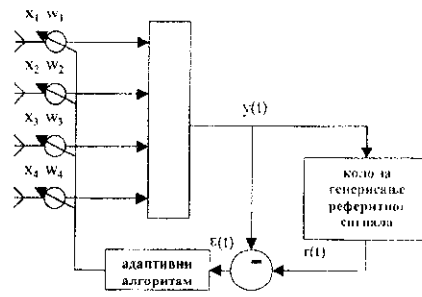 x₁ w₁
x₂ w₂
x₃ w₃
x₄ w₄
y(t)
коло за
генерисање
референтног
сигнала
ε(t)
r(t)
адаптивни
алгоритам